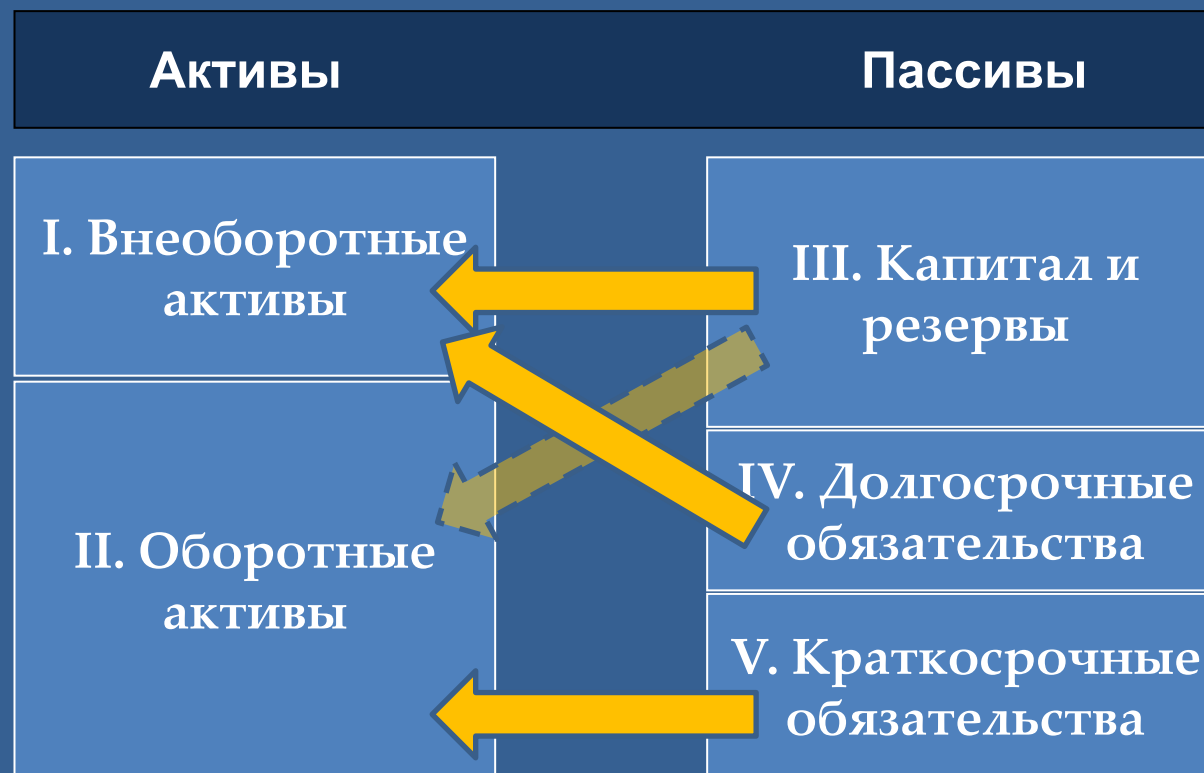 Активы
Пассивы
I. Внеоборотные
активы
II. Оборотные
активы
III. Капитал и
резервы
IV. Долгосрочные
обязательства
V. Краткосрочные
обязательства